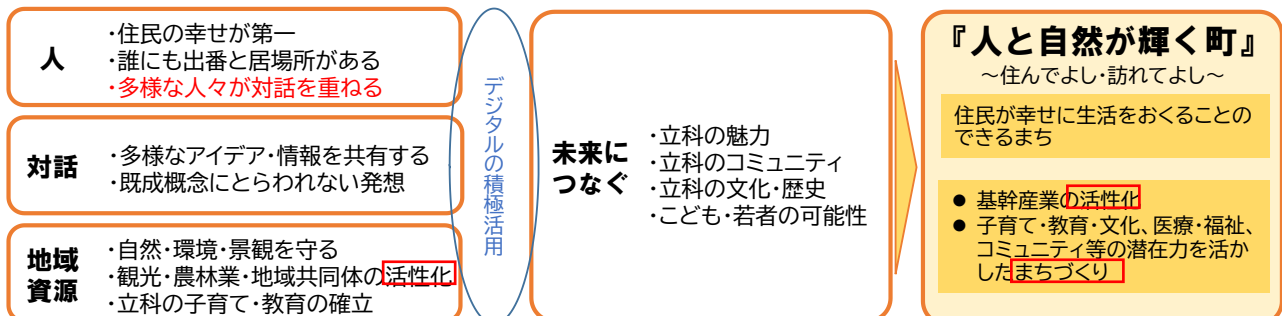 人
・住民の幸せが第一
・誰にも出番と居場所がある
・多様な人々が対話を重ねる
対話
・多様なアイデア・情報を共有する
・既成概念にとらわれない発想
地域
資源
・自然・環境・景観を守る
・観光・農林業・地域共同体の活性化
・立科の子育て・教育の確立
デジタルの積極活用
未来に
つなぐ
・立科の魅力
・立科のコミュニティ
・立科の文化・歴史
・こども・若者の可能性
『人と自然が輝く町』
～住んでよし・訪れてよし～
住民が幸せに生活をおくることの
できるまち
● 基幹産業の活性化
● 子育て・教育・文化、医療・福祉、
コミュニティ等の潜在力を活か
したまちづくり